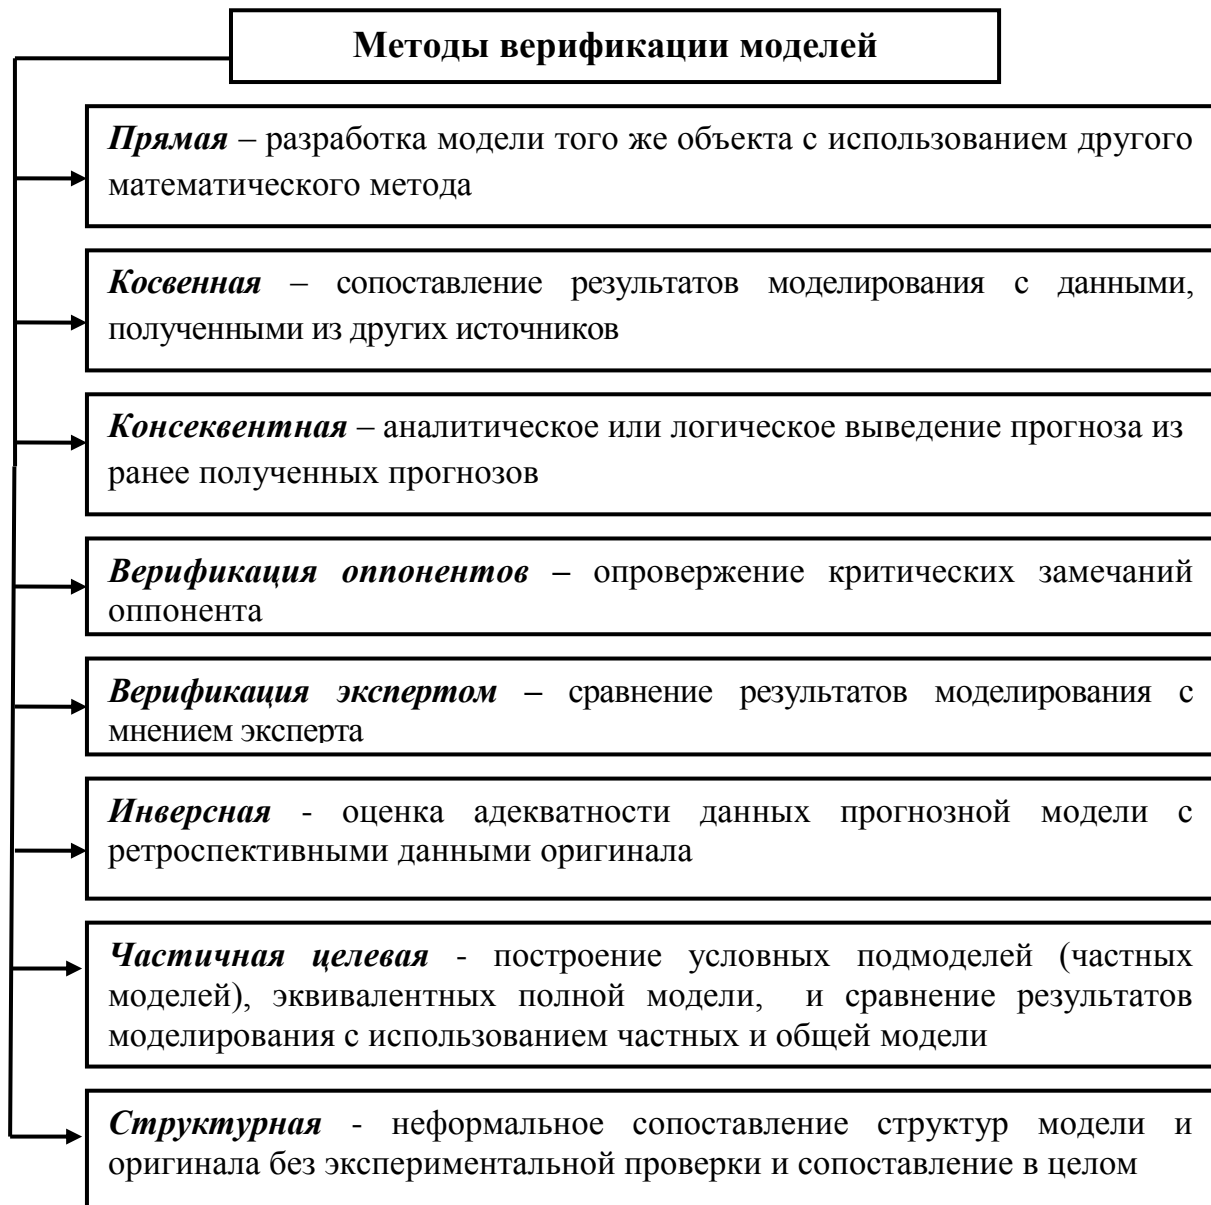 Методы верификации моделей
Прямая – разработка модели того же объекта с использованием другого
математического метода
Косвенная – сопоставление результатов моделирования с данными,
полученными из других источников
Консеквентная – аналитическое или логическое выведение прогноза из
ранее полученных прогнозов
Верификация оппонентов – опровержение критических замечаний
оппонента
Верификация экспертом – сравнение результатов моделирования с
мнением эксперта
Инверсная - оценка адекватности данных прогнозной модели с
ретроспективными данными оригинала
Частичная целевая - построение условных подмоделей (частных
моделей), эквивалентных полной модели, и сравнение результатов
моделирования с использованием частных и общей модели
Структурная - неформальное сопоставление структур модели и
оригинала без экспериментальной проверки и сопоставление в целом